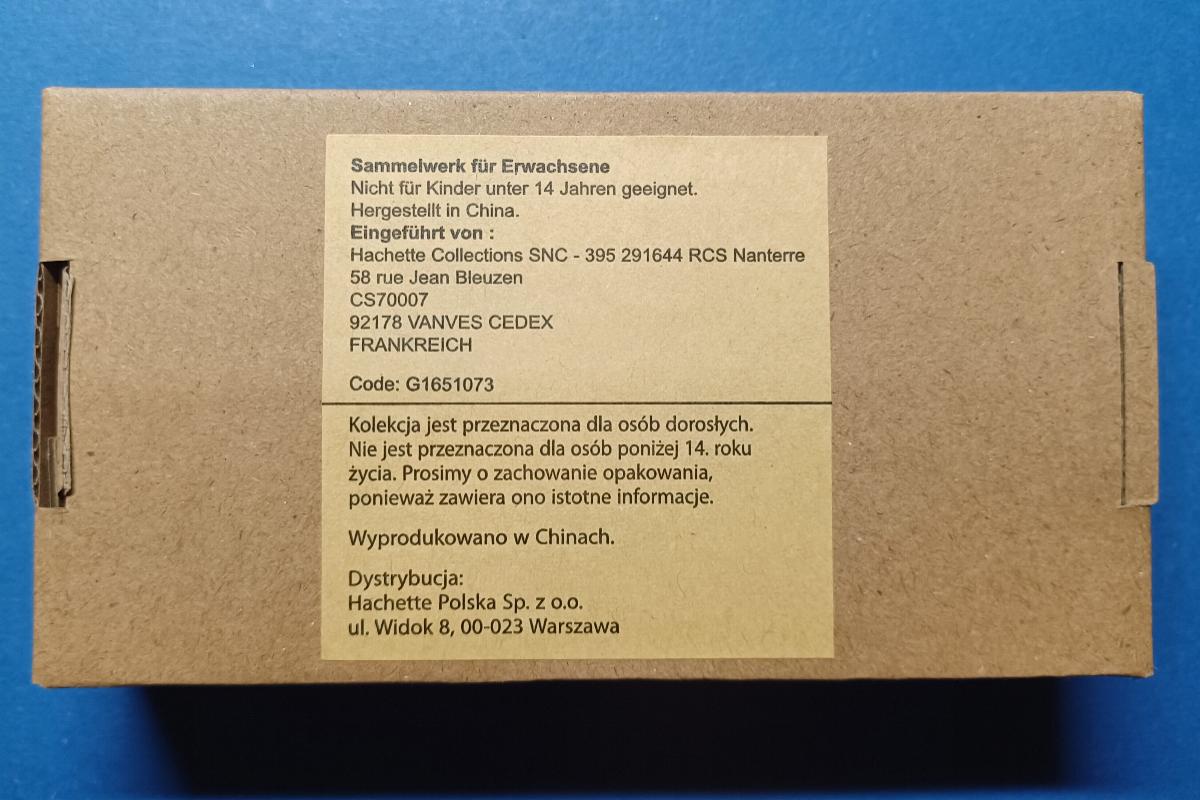 Sammelwerk für Erwachsene
Nicht für Kinder unter 14 Jahren geeignet.
Hergestellt in China.
Eingeführt von :
Hachette Collections SNC - 395 291644 RCS Nanterre
58 rue Jean Bleuzen
CS70007
92178 VANVES CEDEX
FRANKREICH
Code: G1651073
Kolekcja jest przeznaczona dla osób dorosłych.
Nie jest przeznaczona dla osób poniżej 14. roku
życia. Prosimy o zachowanie opakowania,
ponieważ zawiera ono istotne informacje.
Wyprodukowano w Chinach.
Dystrybucja:
Hachette Polska Sp. z o.o.
ul. Widok 8, 00-023 Warszawa